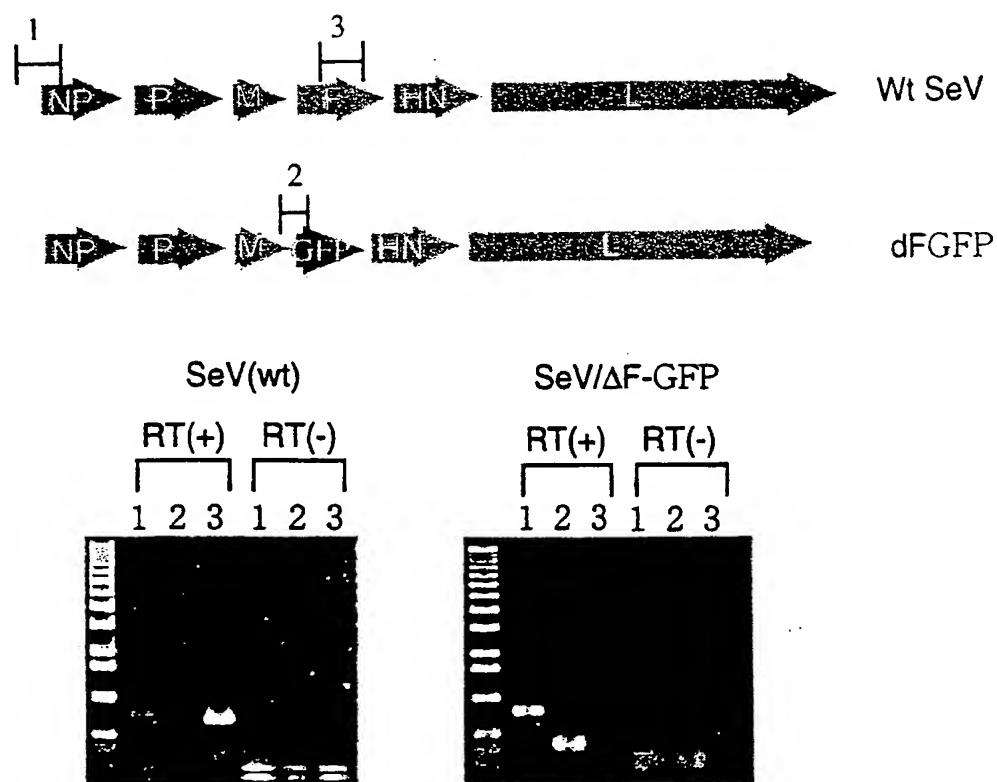 1 3
NP P M F HN L Wt SeV
2
NP P M GFP HN L dFGFP
SeV(wt) SeV/ΔF-GFP
RT(+) RT(-) RT(+) RT(-)
1 2 3 1 2 3 1 2 3 1 2 3